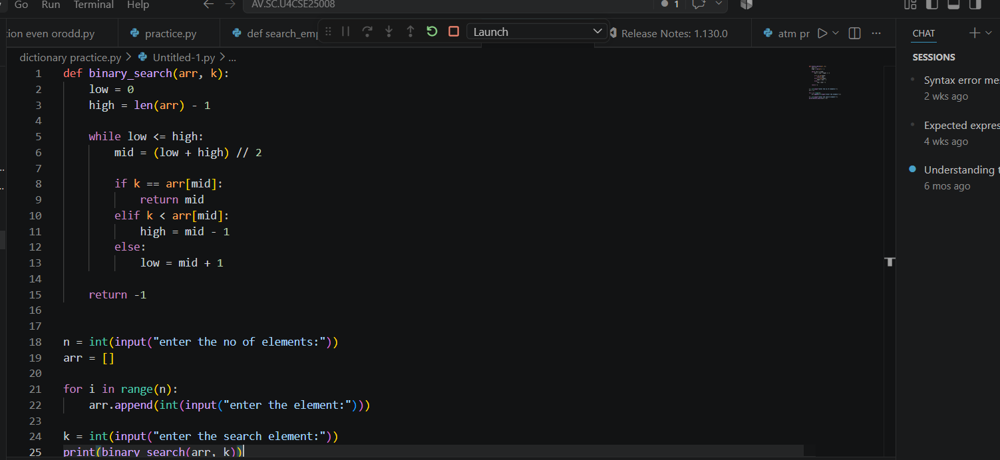 Go Run Terminal Help AV.SC.U4CSE25008 1
tion even orodd.py practice.py def search_emp Launch Release Notes: 1.130.0 atm pr ... CHAT
dictionary practice.py > Untitled-1.py > ...
SESSIONS
Syntax error me
2 wks ago
Expected expres
4 wks ago
Understanding t
6 mos ago
1 def binary_search(arr, k):
2     low = 0
3     high = len(arr) - 1
4
5     while low <= high:
6         mid = (low + high) // 2
7
8         if k == arr[mid]:
9             return mid
10         elif k < arr[mid]:
11             high = mid - 1
12         else:
13             low = mid + 1
14
15     return -1
16
17
18 n = int(input("enter the no of elements:"))
19 arr = []
20
21 for i in range(n):
22     arr.append(int(input("enter the element:")))
23
24 k = int(input("enter the search element:"))
25 print(binary_search(arr, k))